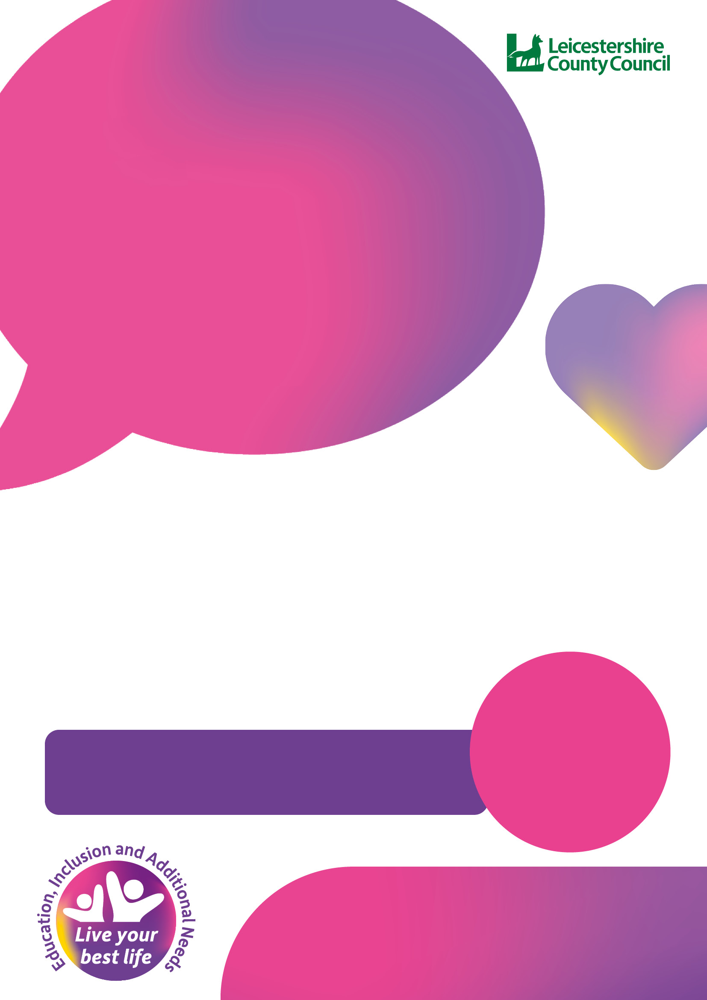 Leicestershire
County Council
Education, Inclusion and Additional Needs
Live your
best life